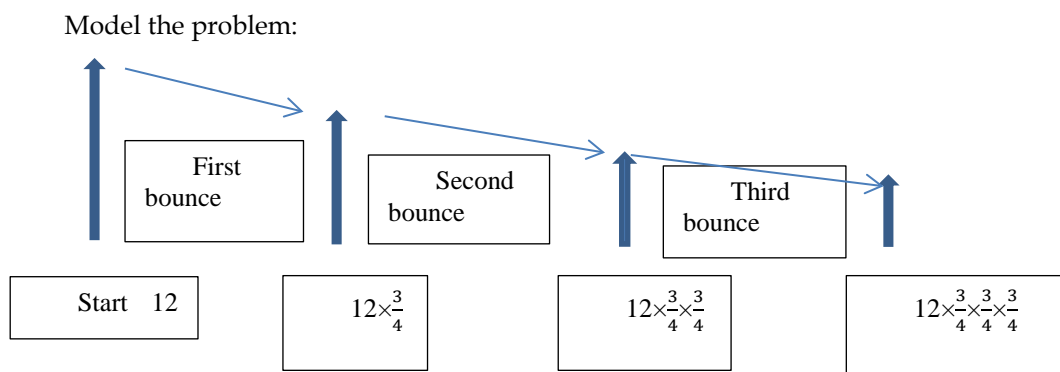 Model the problem:
First
bounce
Second
bounce
Third
bounce
Start 12
12×3/4
12×3/4×3/4
12×3/4×3/4×3/4